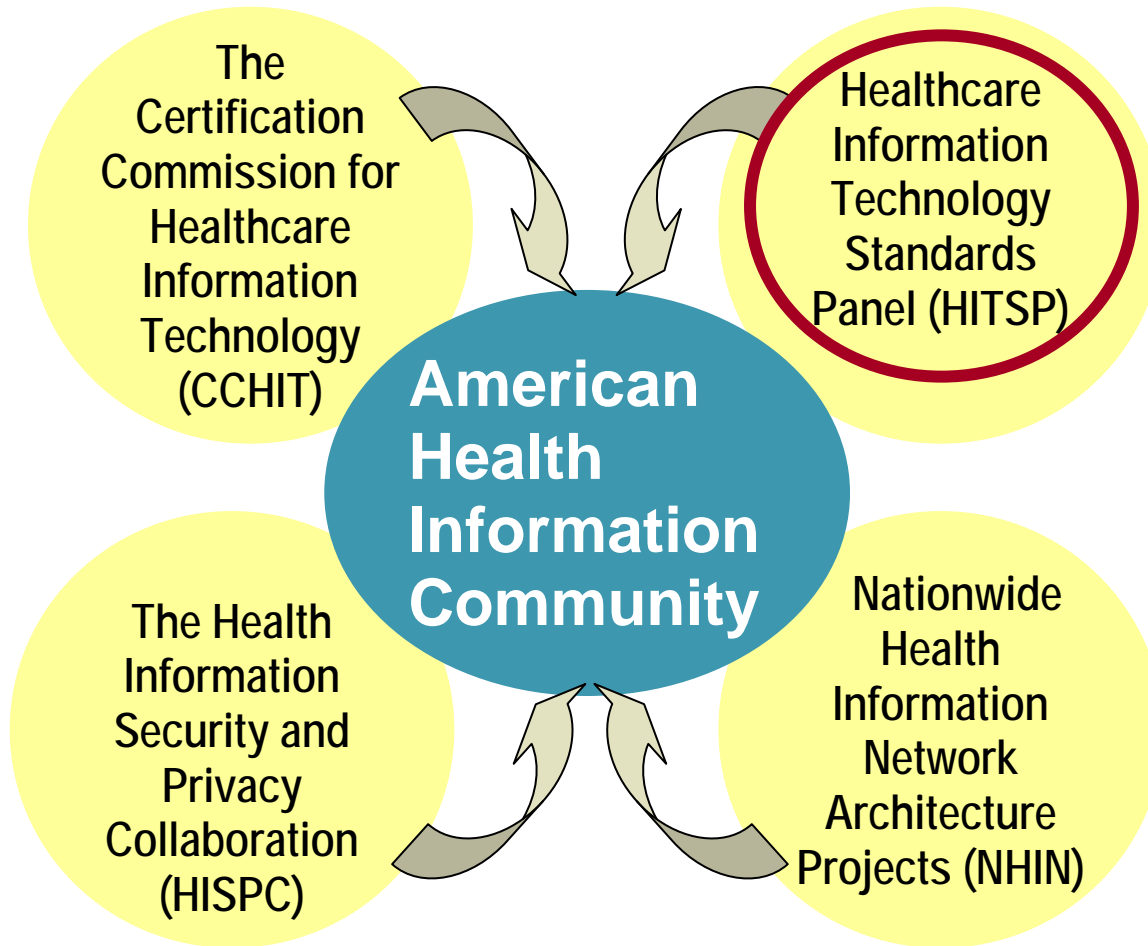 The
Certification
Commission for
Healthcare
Information
Technology
(CCHIT)
Healthcare
Information
Technology
Standards
Panel (HITSP)
American
Health
Information
Community
The Health
Information
Security and
Privacy
Collaboration
(HISPC)
Nationwide
Health
Information
Network
Architecture
Projects (NHIN)